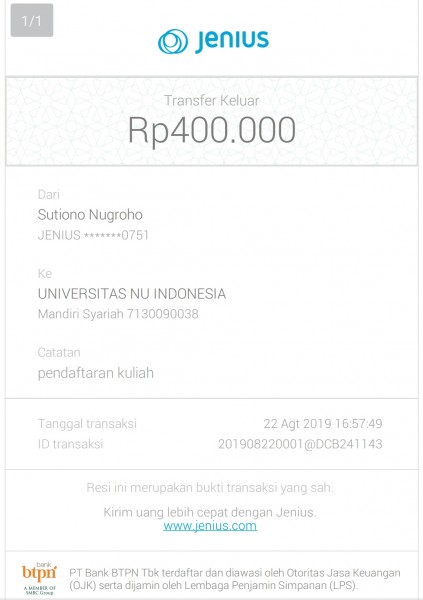 1/1
jenius
Transfer Keluar
Rp400.000
Dari
Sutiono Nugroho
JENIUS *******0751
Ke
UNIVERSITAS NU INDONESIA
Mandiri Syariah 7130090038
Catatan
pendaftaran kuliah
Tanggal transaksi 22 Agt 2019 16:57:49
ID transaksi 201908220001@DCB241143
Resi ini merupakan bukti transaksi yang sah.
Kirim uang lebih cepat dengan Jenius.
www.jenius.com
bank
btpn
A MEMBER OF
SMBC Group
PT Bank BTPN Tbk terdaftar dan diawasi oleh Otoritas Jasa Keuangan
(OJK) serta dijamin oleh Lembaga Penjamin Simpanan (LPS).